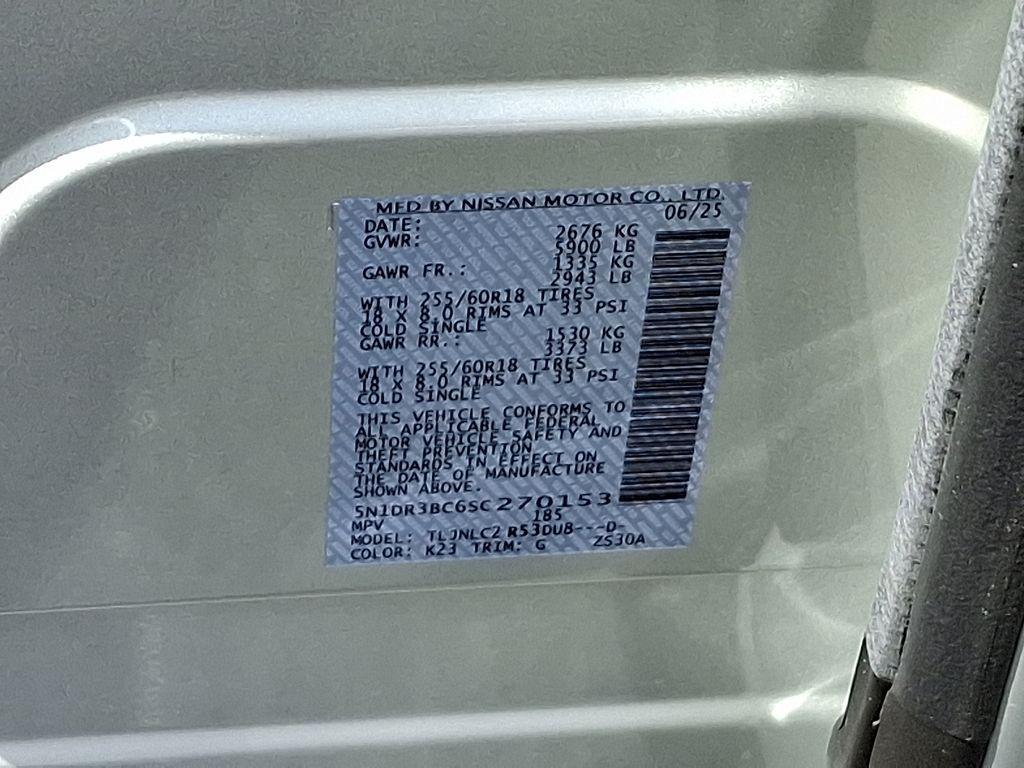 MFD BY NISSAN MOTOR CO., LTD.
DATE: 06/25
GVWR: 2676 KG
5900 LB
GAWR FR.: 1335 KG
2943 LB
WITH 255/60R18 TIRES
18 X 8.0 RIMS AT 33 PSI
COLD SINGLE
GAWR RR.: 1530 KG
3373 LB
WITH 255/60R18 TIRES
18 X 8.0 RIMS AT 33 PSI
COLD SINGLE
THIS VEHICLE CONFORMS TO
ALL APPLICABLE FEDERAL
MOTOR VEHICLE SAFETY AND
THEFT PREVENTION
STANDARDS IN EFFECT ON
THE DATE OF MANUFACTURE
SHOWN ABOVE.
5N1DR3BC6SC270153
MPV 185
MODEL: TLJNLC2 R53DU8---D-
COLOR: K23 TRIM: G ZS30A